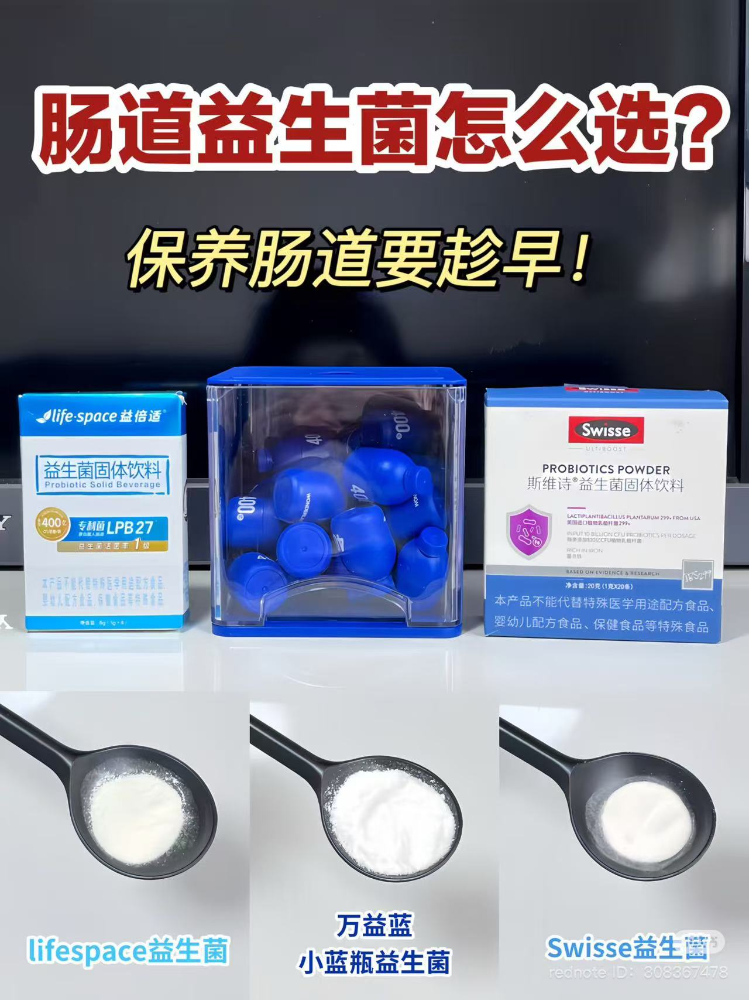 肠道益生菌怎么选?
保养肠道要趁早!
life·space 益倍适®
益生菌固体饮料
Probiotic Solid Beverage
400亿
专利菌 LPB27
益生菌活菌率1级
本产品不能代替特殊医学用途配方食品、
婴幼儿配方食品、保健食品等特殊食品
400®
40
400®
40
WONDER
Swisse
Swisse
ULTIBOOST
PROBIOTICS POWDER
斯维诗®益生菌固体饮料
LACTIPLANTIBACILLUS PLANTARUM 299v FROM USA
美国进口植物乳植杆菌299v
INPUT 10 BILLION CFU PROBIOTICS PER DOSAGE
每条添加100亿CFU植物乳植杆菌
RICH IN IRON
富含铁
Fe
BASED ON EVIDENCE & RESEARCH
净含量:20克(1克X20条)
本产品不能代替特殊医学用途配方食品、
婴幼儿配方食品、保健食品等特殊食品
lifespace益生菌
万益蓝
小蓝瓶益生菌
Swisse益生菌
rednote ID: 308367478